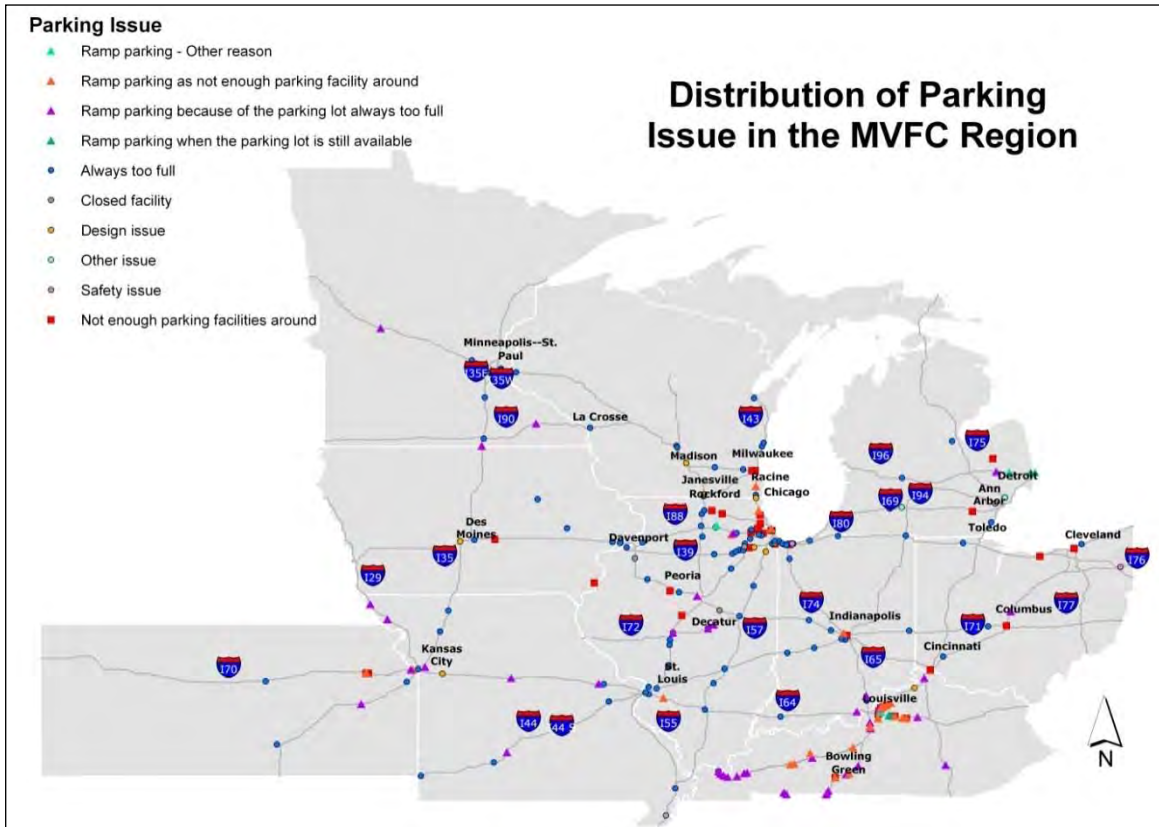 Parking Issue
Ramp parking - Other reason
Ramp parking as not enough parking facility around
Ramp parking because of the parking lot always too full
Ramp parking when the parking lot is still available
Always too full
Closed facility
Design issue
Other issue
Safety issue
Not enough parking facilities around
Distribution of Parking
Issue in the MVFC Region
Minneapolis--St.
Paul
I35E
I35W
I90
La Crosse
I43
Madison
Milwaukee
Janesville
Racine
Rockford
Chicago
I96
I75
Detroit
I69
I94
Ann
Arbor
Toledo
I88
I80
Cleveland
I76
Des
Moines
Davenport
I35
I39
I29
Peoria
I77
Columbus
I74
Indianapolis
Decatur
I72
I57
I71
Kansas
City
Cincinnati
I70
I65
St.
Louis
Louisville
I64
I44
I55
Bowling
Green
N